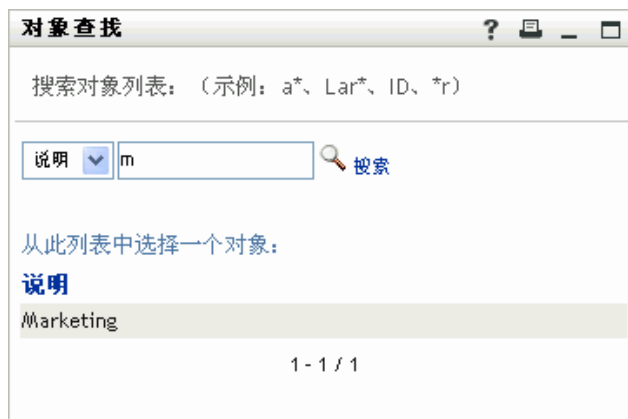 对象查找 ?
搜索对象列表：（示例：a*、Lar*、ID、*r）
说明 m 搜索
从此列表中选择一个对象：
说明
Marketing
1 - 1 / 1